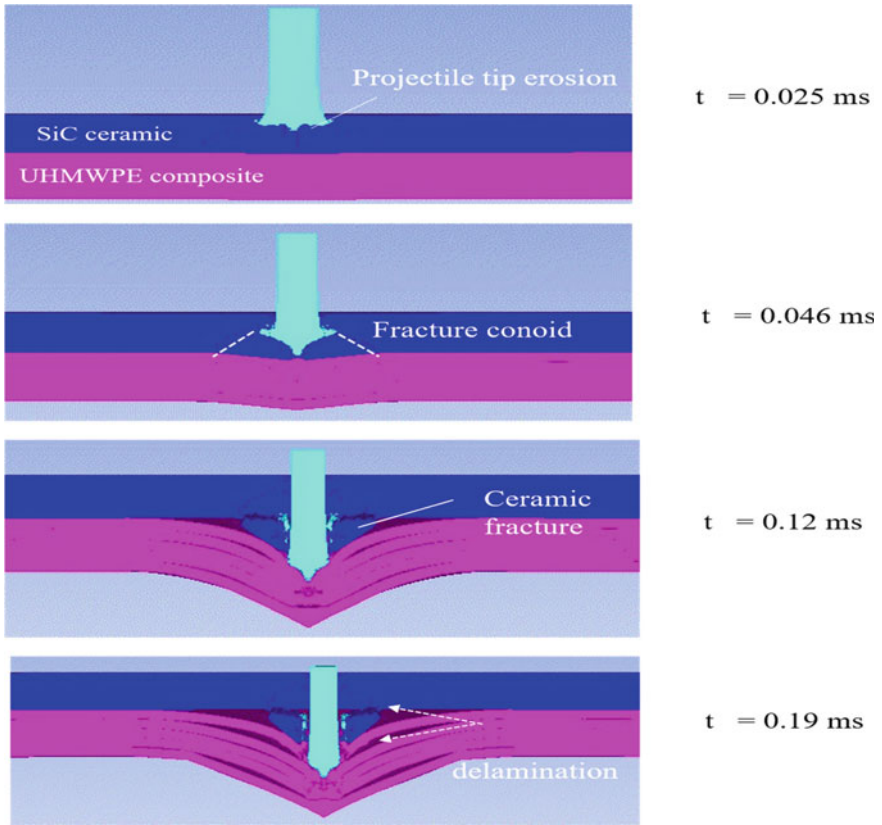 Projectile tip erosion
t = 0.025 ms
SiC ceramic
UHMWPE composite
t = 0.046 ms
Fracture conoid
Ceramic
fracture
t = 0.12 ms
t = 0.19 ms
delamination